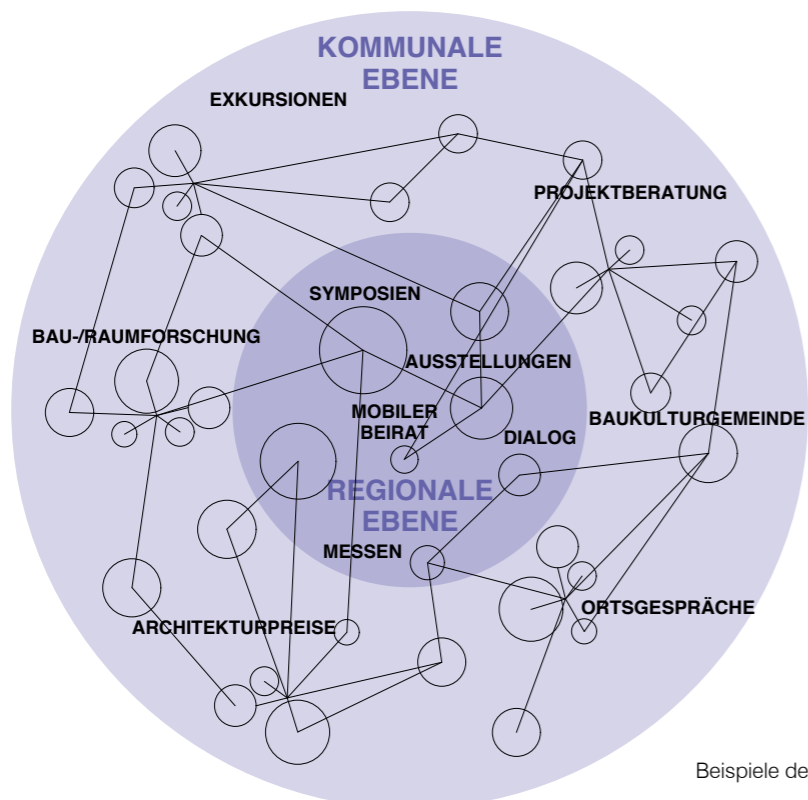 KOMMUNALE
EBENE
EXKURSIONEN
PROJEKTBERATUNG
SYMPOSIEN
BAU-/RAUMFORSCHUNG
AUSSTELLUNGEN
MOBILER
BEIRAT
BAUKULTURGEMEINDE
DIALOG
REGIONALE
EBENE
MESSEN
ORTSGESPRÄCHE
ARCHITEKTURPREISE
Beispiele de